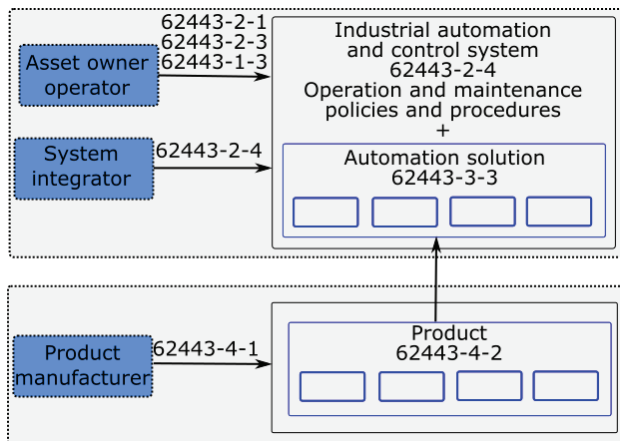 62443-2-1
62443-2-3
62443-1-3
Asset owner
operator
Industrial automation
and control system
62443-2-4
Operation and maintenance
policies and procedures
+
System
integrator
62443-2-4
Automation solution
62443-3-3
Product
manufacturer
62443-4-1
Product
62443-4-2